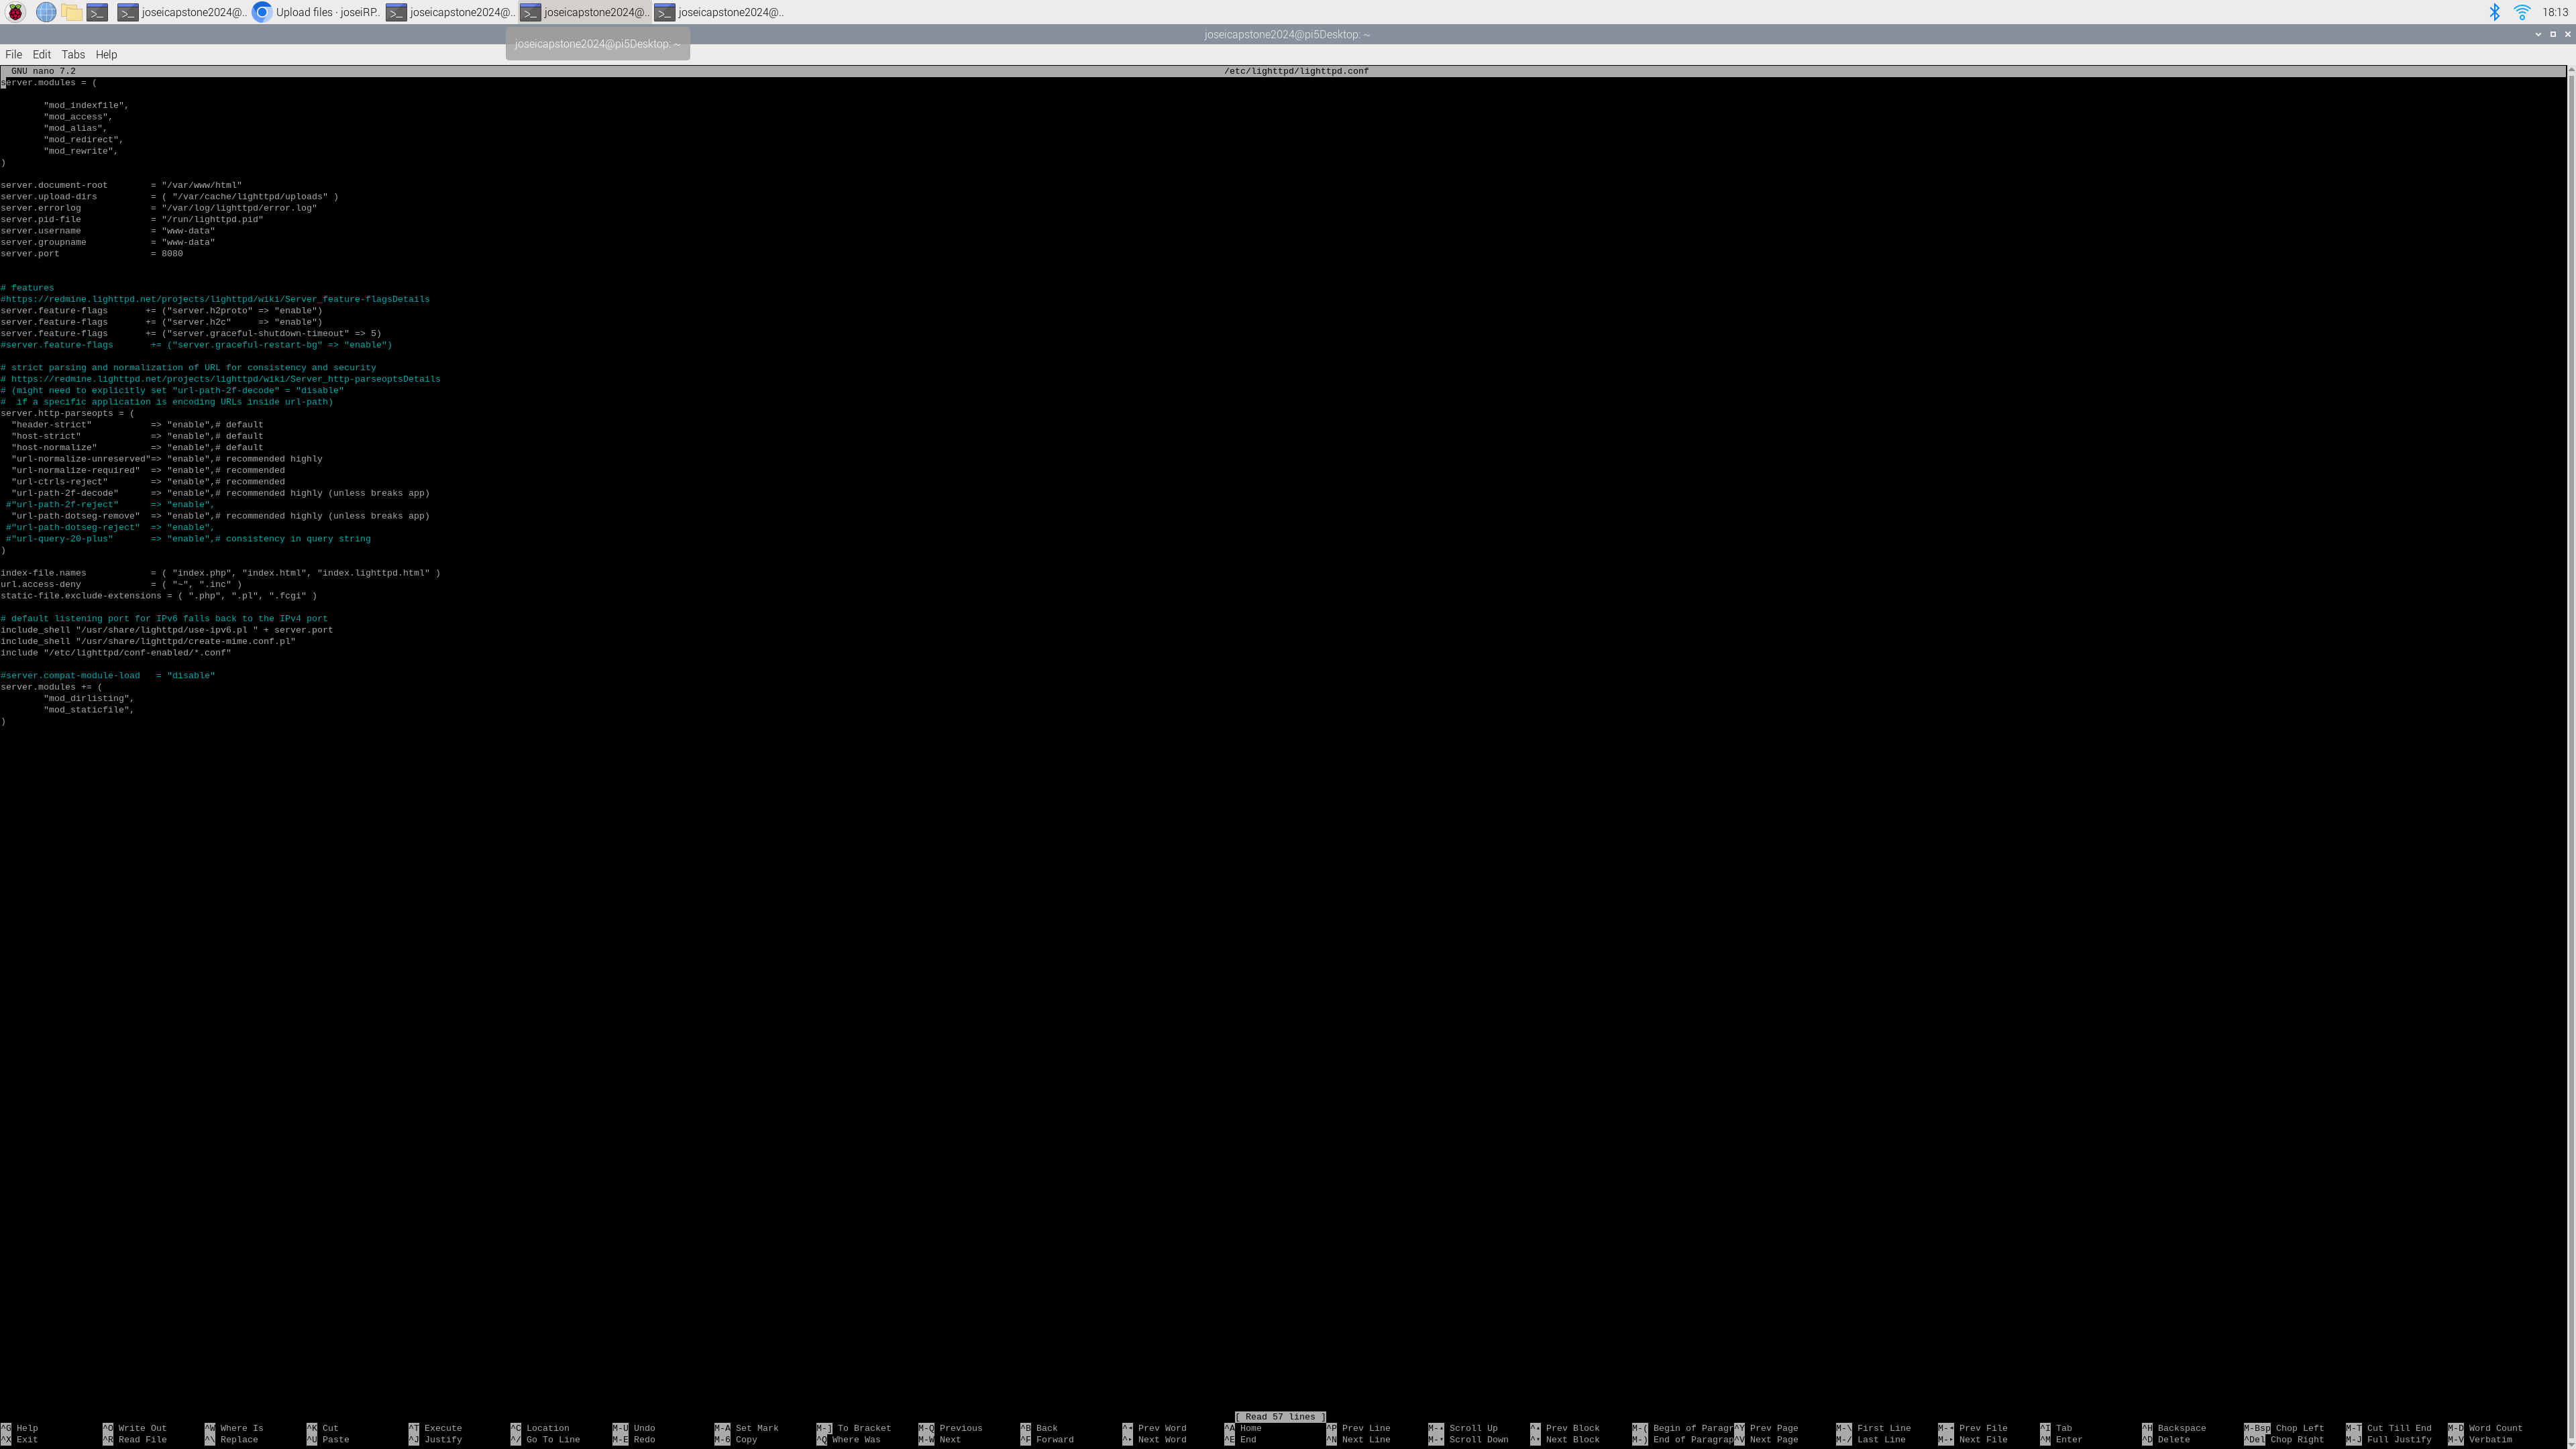 joseicapstone2024@.. Upload files · joseiRP.. joseicapstone2024@.. joseicapstone2024@.. joseicapstone2024@.. 18:13
joseicapstone2024@pi5Desktop: ~
joseicapstone2024@pi5Desktop: ~
File Edit Tabs Help
GNU nano 7.2 /etc/lighttpd/lighttpd.conf
server.modules = (
"mod_indexfile",
"mod_access",
"mod_alias",
"mod_redirect",
"mod_rewrite",
)
server.document-root = "/var/www/html"
server.upload-dirs = ( "/var/cache/lighttpd/uploads" )
server.errorlog = "/var/log/lighttpd/error.log"
server.pid-file = "/run/lighttpd.pid"
server.username = "www-data"
server.groupname = "www-data"
server.port = 8080
# features
#https://redmine.lighttpd.net/projects/lighttpd/wiki/Server_feature-flagsDetails
server.feature-flags += ("server.h2proto" => "enable")
server.feature-flags += ("server.h2c" => "enable")
server.feature-flags += ("server.graceful-shutdown-timeout" => 5)
#server.feature-flags += ("server.graceful-restart-bg" => "enable")
# strict parsing and normalization of URL for consistency and security
# https://redmine.lighttpd.net/projects/lighttpd/wiki/Server_http-parseoptsDetails
# (might need to explicitly set "url-path-2f-decode" = "disable"
# if a specific application is encoding URLs inside url-path)
server.http-parseopts = (
"header-strict" => "enable",# default
"host-strict" => "enable",# default
"host-normalize" => "enable",# default
"url-normalize-unreserved"=> "enable",# recommended highly
"url-normalize-required" => "enable",# recommended
"url-ctrls-reject" => "enable",# recommended
"url-path-2f-decode" => "enable",# recommended highly (unless breaks app)
#"url-path-2f-reject" => "enable",
"url-path-dotseg-remove" => "enable",# recommended highly (unless breaks app)
#"url-path-dotseg-reject" => "enable",
#"url-query-20-plus" => "enable",# consistency in query string
)
index-file.names = ( "index.php", "index.html", "index.lighttpd.html" )
url.access-deny = ( "~", ".inc" )
static-file.exclude-extensions = ( ".php", ".pl", ".fcgi" )
# default listening port for IPv6 falls back to the IPv4 port
include_shell "/usr/share/lighttpd/use-ipv6.pl " + server.port
include_shell "/usr/share/lighttpd/create-mime.conf.pl"
include "/etc/lighttpd/conf-enabled/*.conf"
#server.compat-module-load = "disable"
server.modules += (
"mod_dirlisting",
"mod_staticfile",
)
[ Read 57 lines ]
^G Help ^O Write Out ^W Where Is ^K Cut ^T Execute ^C Location M-U Undo M-A Set Mark M-] To Bracket M-Q Previous ^B Back ^◂ Prev Word ^A Home ^P Prev Line M-▴ Scroll Up ^▴ Prev Block M-( Begin of Paragr ^Y Prev Page M-\ First Line M-◂ Prev File ^I Tab ^H Backspace M-Bsp Chop Left M-T Cut Till End M-D Word Count
^X Exit ^R Read File ^\ Replace ^U Paste ^J Justify ^/ Go To Line M-E Redo M-6 Copy ^Q Where Was M-W Next ^F Forward ^▸ Next Word ^E End ^N Next Line M-▾ Scroll Down ^▾ Next Block M-) End of Paragrap ^V Next Page M-/ Last Line M-▸ Next File ^M Enter ^D Delete ^Del Chop Right M-J Full Justify M-V Verbatim